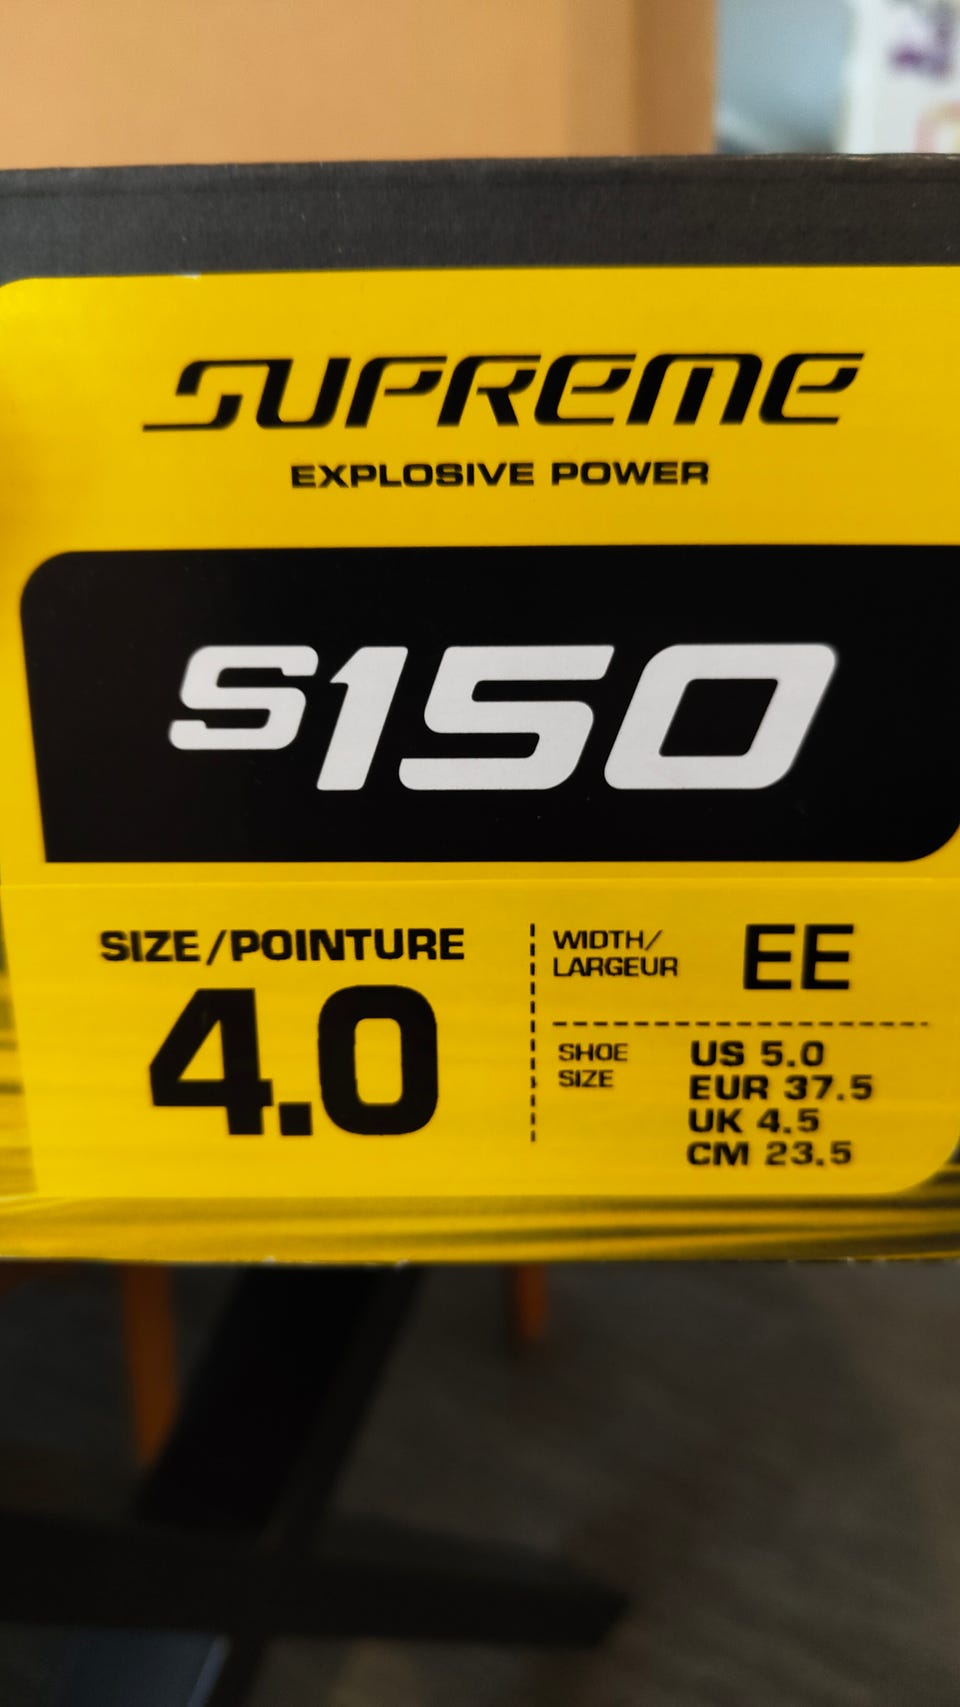 SUPREME
EXPLOSIVE POWER
S150
SIZE/POINTURE
4.0
WIDTH/
LARGEUR
EE
SHOE
SIZE
US 5.0
EUR 37.5
UK 4.5
CM 23.5